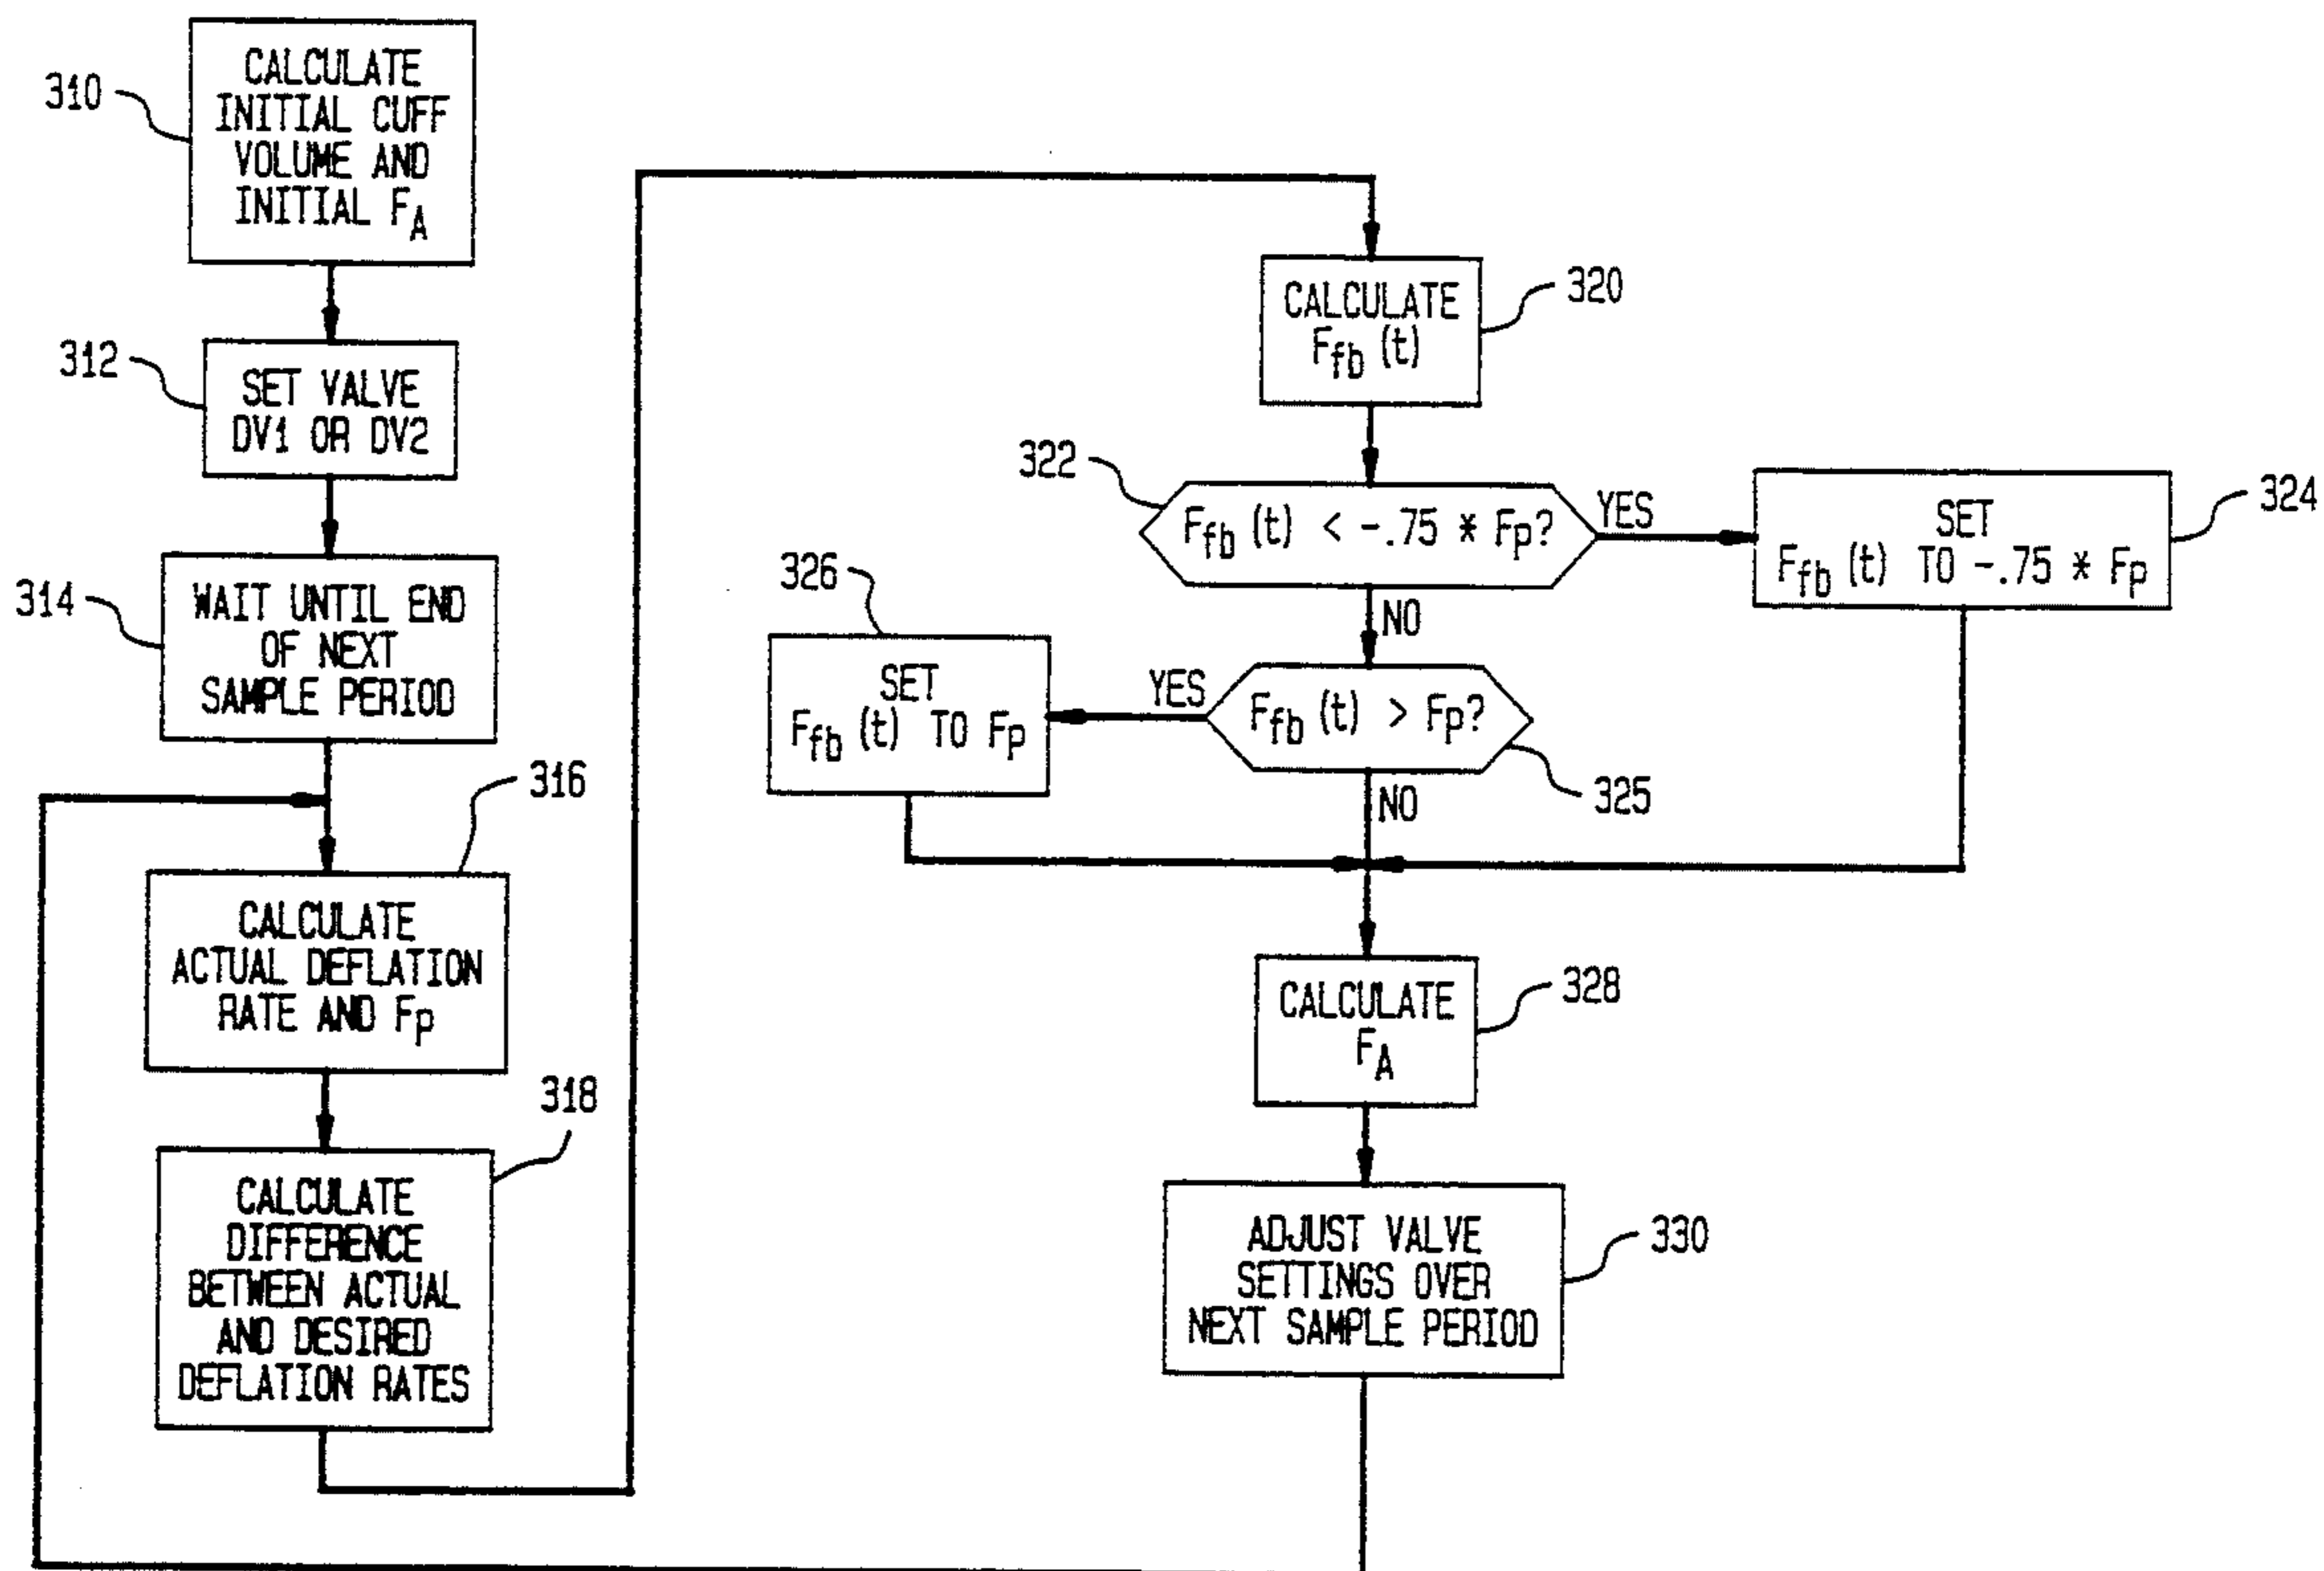 310
CALCULATE
INITIAL CUFF
VOLUME AND
INITIAL FA
312
SET VALVE
DV1 OR DV2
314
WAIT UNTIL END
OF NEXT
SAMPLE PERIOD
316
CALCULATE
ACTUAL DEFLATION
RATE AND Fp
318
CALCULATE
DIFFERENCE
BETWEEN ACTUAL
AND DESIRED
DEFLATION RATES
320
CALCULATE
Ffb (t)
322
Ffb (t) < -.75 * Fp?
YES
NO
324
SET
Ffb (t) TO -.75 * Fp
325
Ffb (t) > Fp?
YES
NO
326
SET
Ffb (t) TO Fp
328
CALCULATE
FA
330
ADJUST VALVE
SETTINGS OVER
NEXT SAMPLE PERIOD